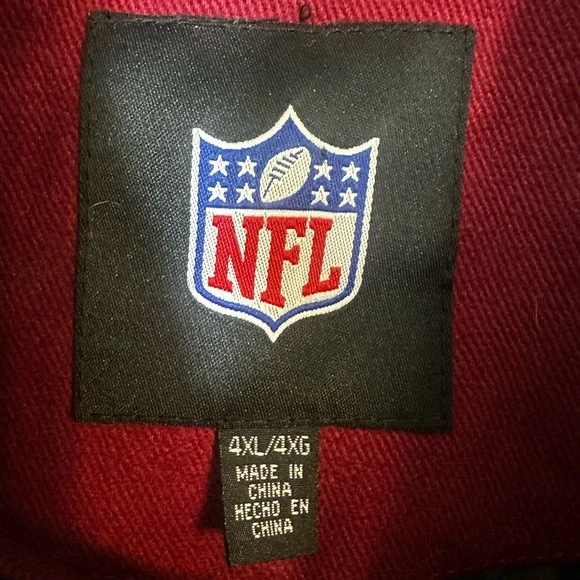 NFL
4XL/4XG
MADE IN
CHINA
HECHO EN
CHINA